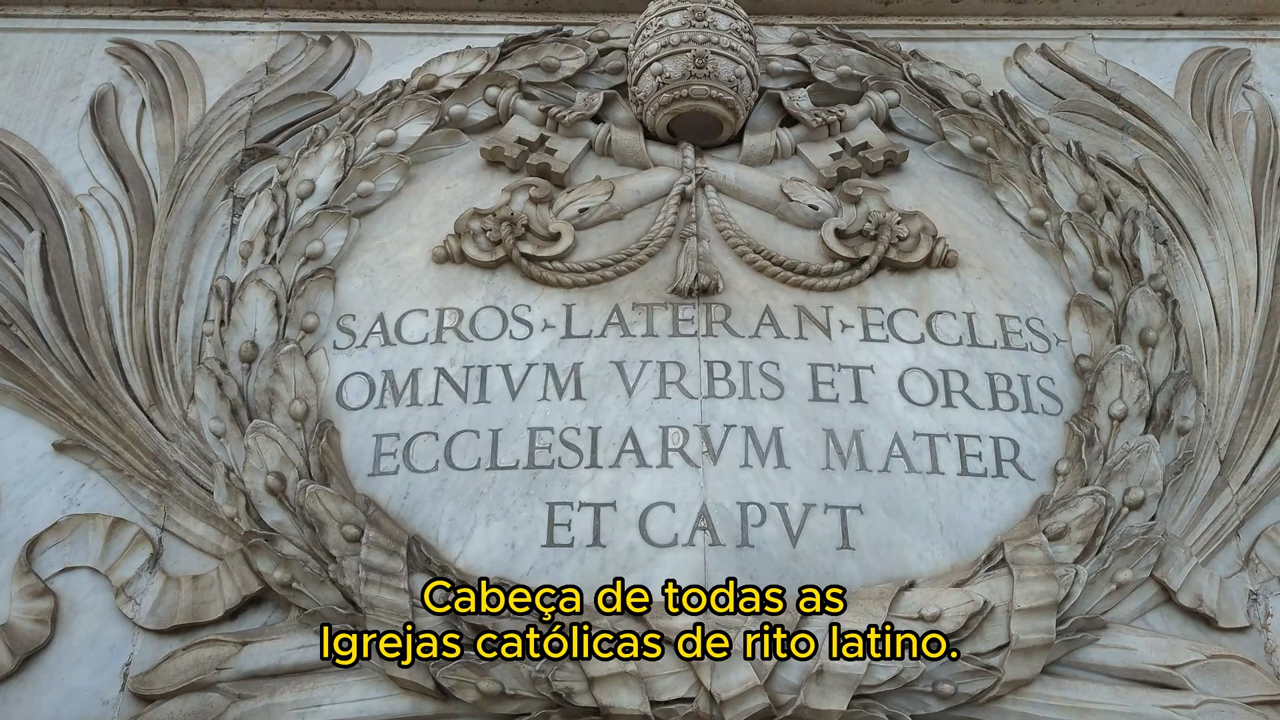 SACROS · LATERAN · ECCLES ·
OMNIVM VRBIS ET ORBIS
ECCLESIARVM MATER
ET CAPVT
Cabeça de todas as
Igrejas católicas de rito latino.